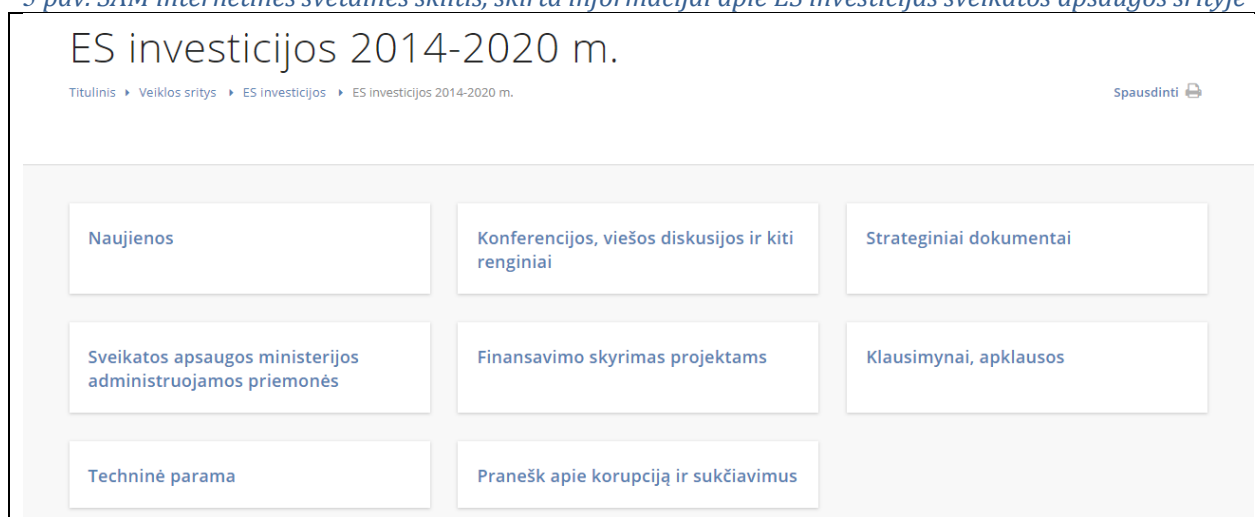 5 pav. SAM internetinės svetainės skiltis, skirta informacijai apie ES investicijas sveikatos apsaugos srityje
ES investicijos 2014-2020 m.
Titulinis Veiklos sritys ES investicijos ES investicijos 2014-2020 m.
Spausdinti
Naujienos
Konferencijos, viešos diskusijos ir kiti
renginiai
Strateginiai dokumentai
Sveikatos apsaugos ministerijos
administruojamos priemonės
Finansavimo skyrimas projektams
Klausimynai, apklausos
Techninė parama
Pranešk apie korupciją ir sukčiavimus